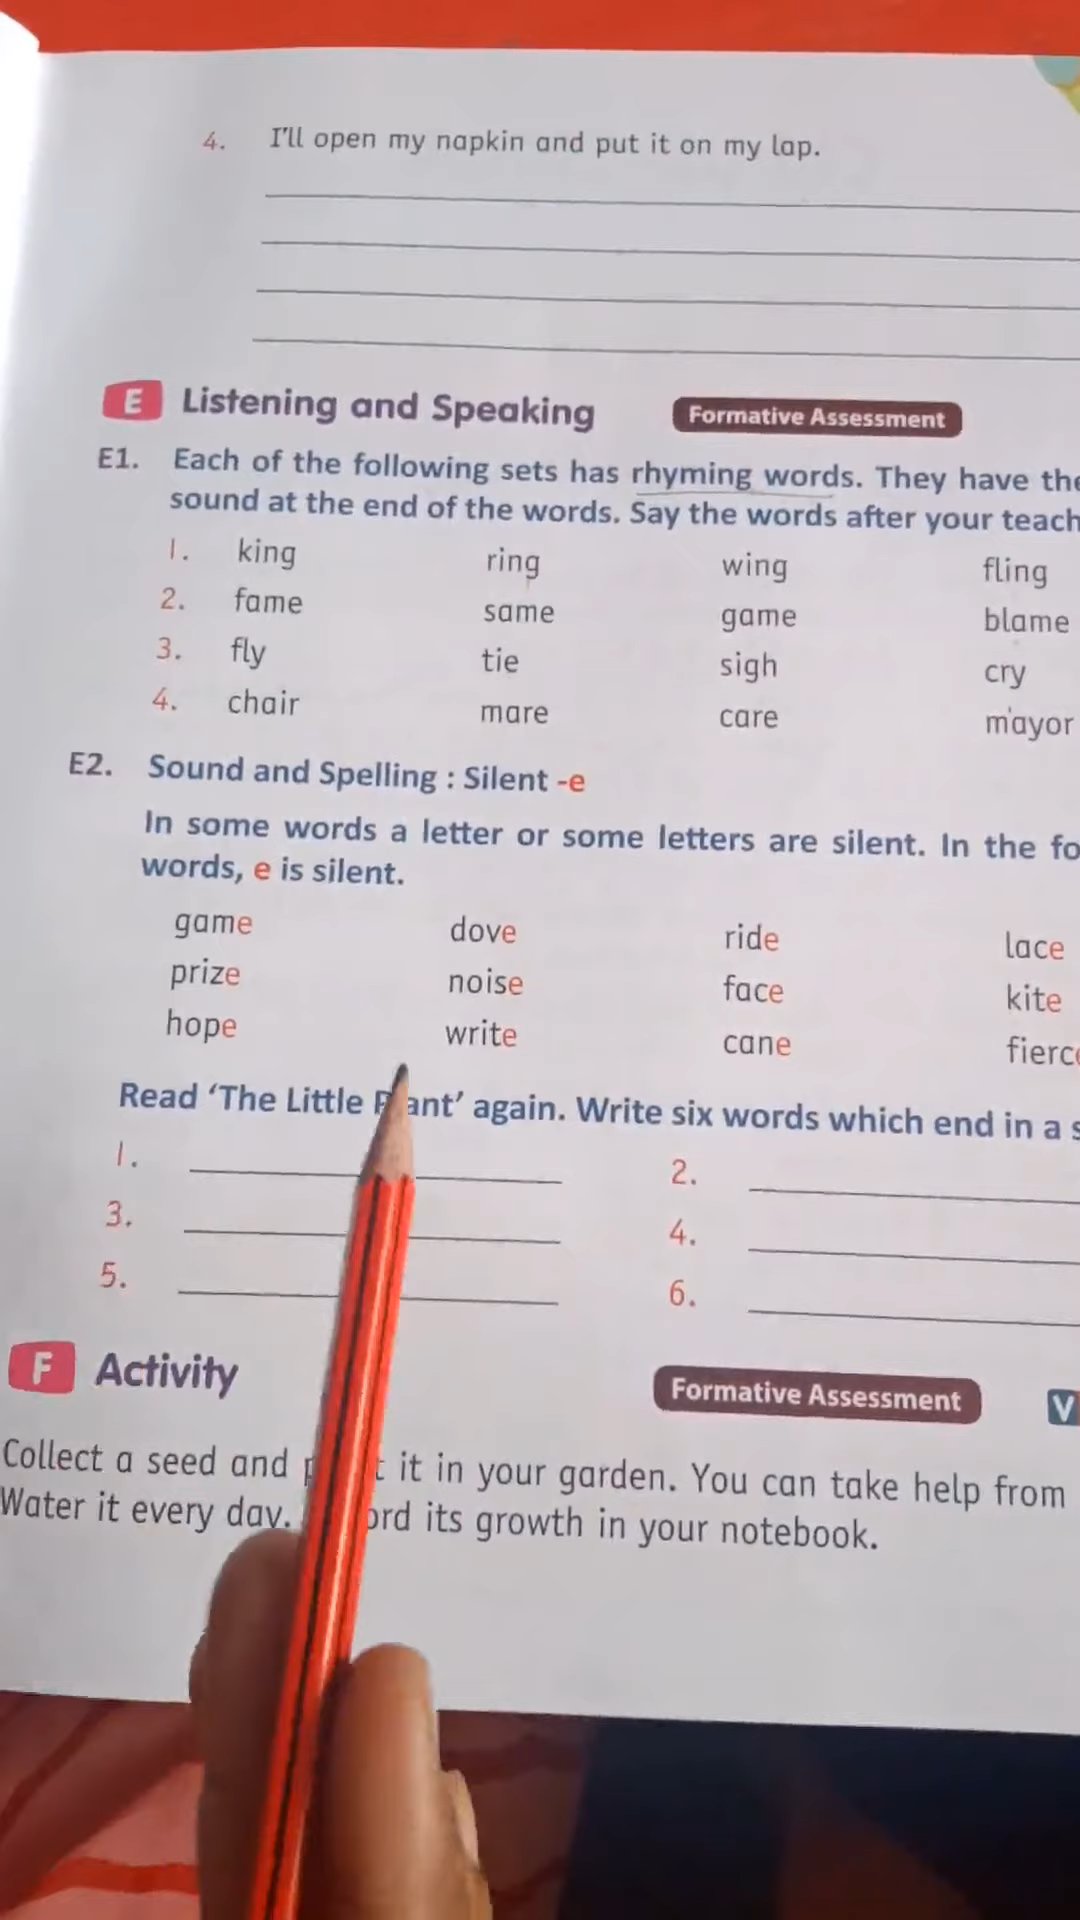 4. I'll open my napkin and put it on my lap.
E Listening and Speaking Formative Assessment
E1. Each of the following sets has rhyming words. They have the
sound at the end of the words. Say the words after your teach
1. king ring wing fling
2. fame same game blame
3. fly tie sigh cry
4. chair mare care mayor
E2. Sound and Spelling : Silent -e
In some words a letter or some letters are silent. In the fo
words, e is silent.
game dove ride lace
prize noise face kite
hope write cane fierce
Read 'The Little Plant' again. Write six words which end in a s
1. 2.
3. 4.
5. 6.
F Activity Formative Assessment V
Collect a seed and it in your garden. You can take help from
Water it every day. its growth in your notebook.